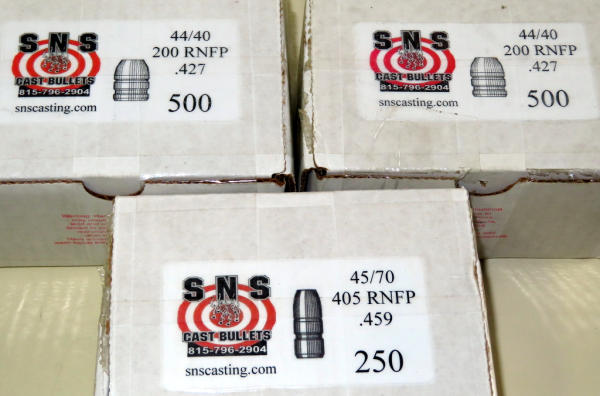 SNS
CAST BULLETS
815-796-2904
snscasting.com
44/40
200 RNFP
.427
500
SNS
CAST BULLETS
815-796-2904
snscasting.com
44/40
200 RNFP
.427
500
SNS
CAST BULLETS
815-796-2904
snscasting.com
45/70
405 RNFP
.459
250